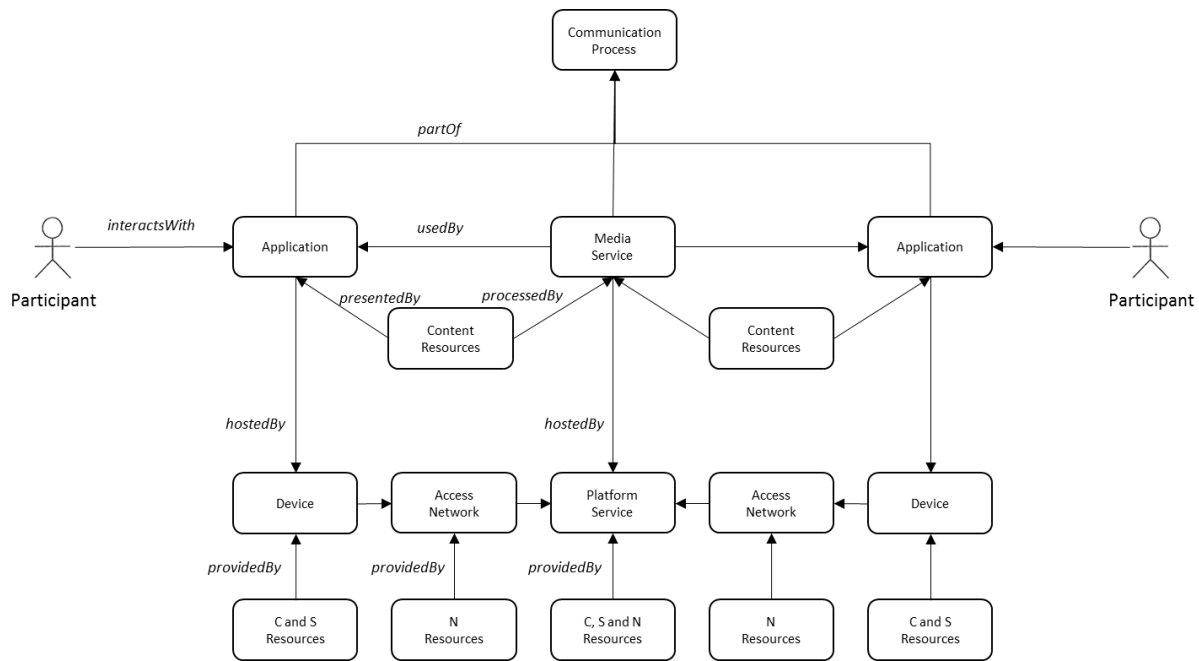 Communication
Process
partOf
interactsWith
Application
usedBy
Media
Service
Application
Participant
presentedBy
processedBy
Participant
Content
Resources
Content
Resources
hostedBy
hostedBy
Device
Access
Network
Platform
Service
Access
Network
Device
providedBy
providedBy
providedBy
C and S
Resources
N
Resources
C, S and N
Resources
N
Resources
C and S
Resources